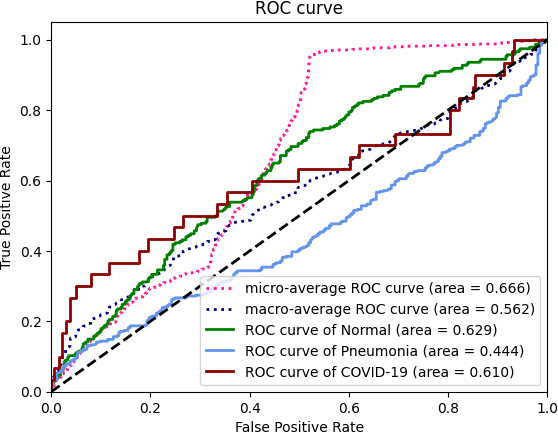 ROC curve
True Positive Rate
1.0
0.8
0.6
0.4
0.2
0.0
micro-average ROC curve (area = 0.666)
macro-average ROC curve (area = 0.562)
ROC curve of Normal (area = 0.629)
ROC curve of Pneumonia (area = 0.444)
ROC curve of COVID-19 (area = 0.610)
0.0 0.2 0.4 0.6 0.8 1.0
False Positive Rate